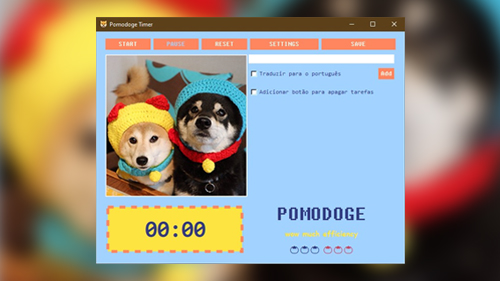 Pomodoge Timer
START PAUSE RESET SETTINGS SAVE
Traduzir para o português
Adicionar botão para apagar tarefas
00:00
POMODOGE
wow much efficiency